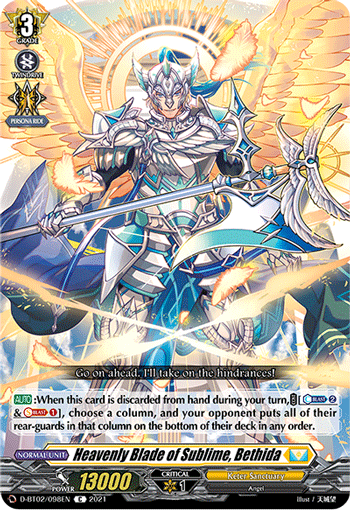 3
GRADE
TWINDRIVE
PERSONA RIDE
Go on ahead. I'll take on the hindrances!
AUTO :When this card is discarded from hand during your turn, [BLAST 2
& BLAST 1], choose a column, and your opponent puts all of their
rear-guards in that column on the bottom of their deck in any order.
NORMAL UNIT Heavenly Blade of Sublime, Bethida
POWER 13000 CRITICAL 1 Keter Sanctuary
Angel
D-BT02/098EN C 2021 illust / 天城望